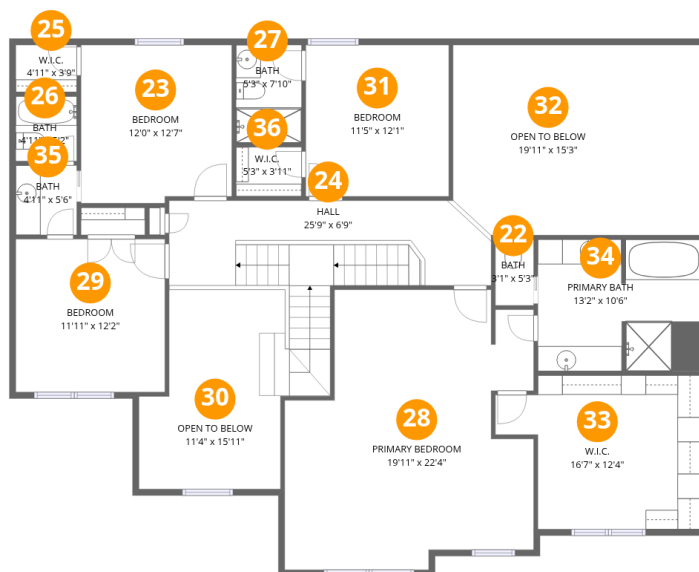 25
W.I.C.
4'11" x 3'9"
26
BATH
35
BATH
4'11" x 5'6"
23
BEDROOM
12'0" x 12'7"
27
BATH
5'3" x 7'10"
36
W.I.C.
5'3" x 3'11"
31
BEDROOM
11'5" x 12'1"
32
OPEN TO BELOW
19'11" x 15'3"
24
HALL
25'9" x 6'9"
22
BATH
3'1" x 5'3"
34
PRIMARY BATH
13'2" x 10'6"
29
BEDROOM
11'11" x 12'2"
30
OPEN TO BELOW
11'4" x 15'11"
28
PRIMARY BEDROOM
19'11" x 22'4"
33
W.I.C.
16'7" x 12'4"